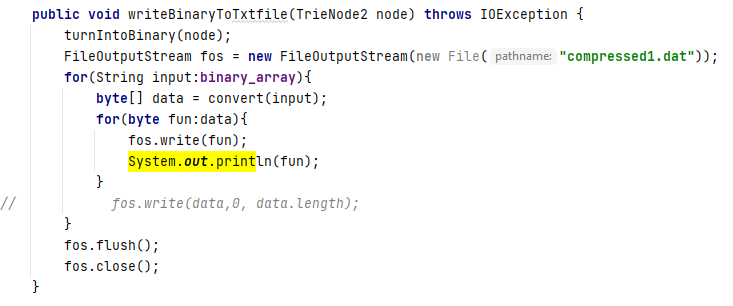 public void writeBinaryToTxtfile(TrieNode2 node) throws IOException {
turnIntoBinary(node);
FileOutputStream fos = new FileOutputStream(new File( pathname: "compressed1.dat"));
for(String input:binary_array){
byte[] data = convert(input);
for(byte fun:data){
fos.write(fun);
System.out.println(fun);
}
// fos.write(data,0, data.length);
}
fos.flush();
fos.close();
}